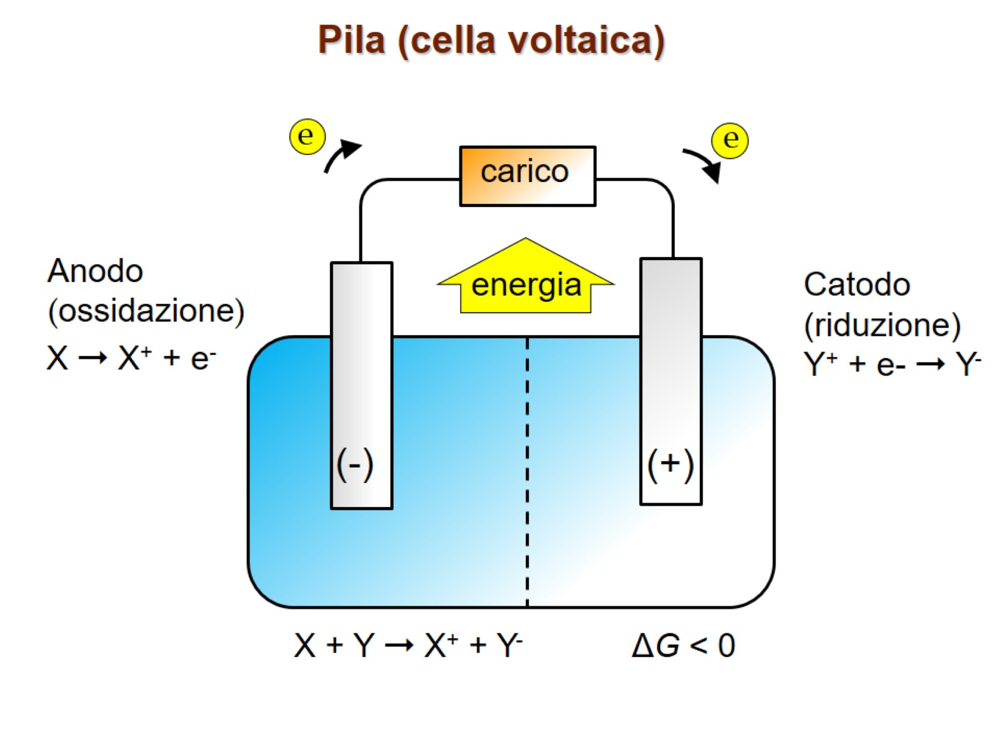 Pila (cella voltaica)
e
e
carico
energia
Anodo
(ossidazione)
X → X⁺ + e⁻
Catodo
(riduzione)
Y⁺ + e- → Y⁻
(-)
(+)
X + Y → X⁺ + Y⁻
ΔG < 0